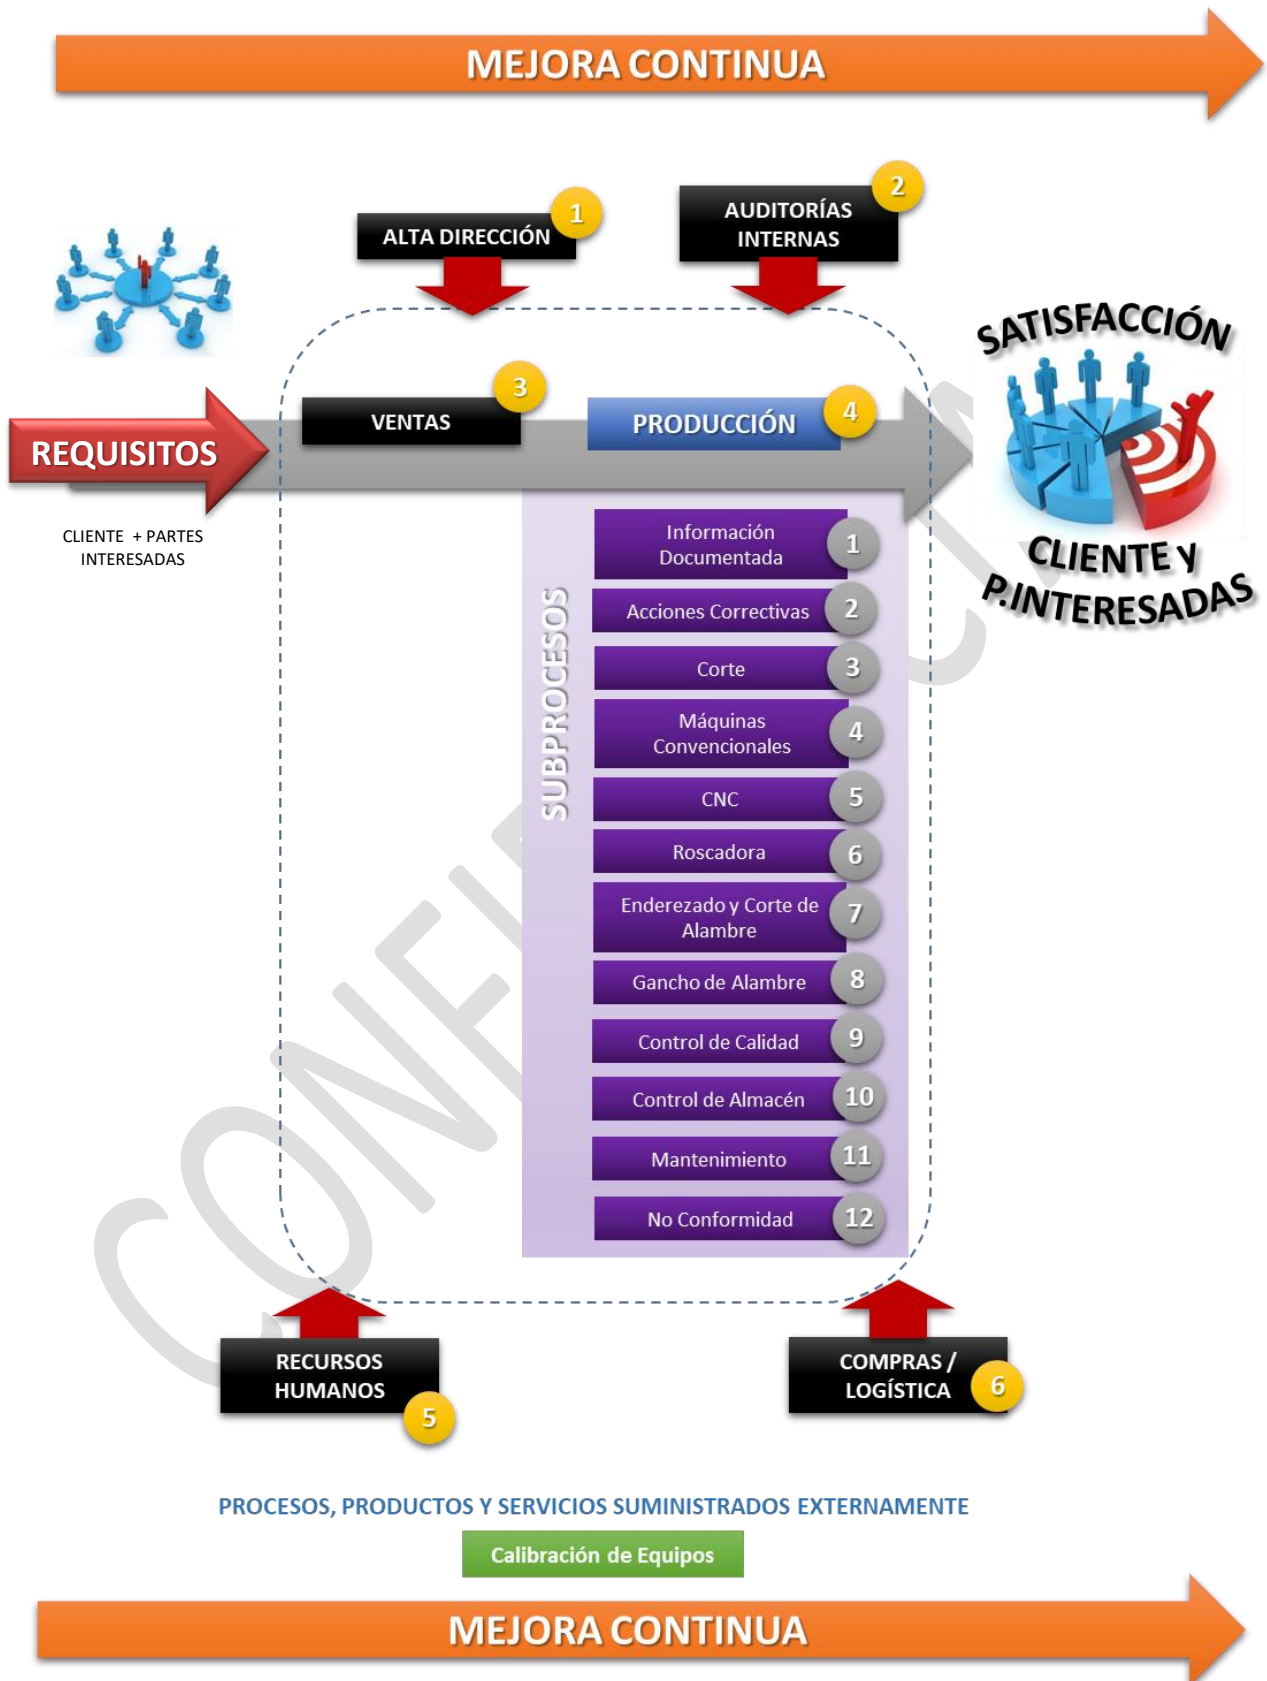 MEJORA CONTINUA
1
2
ALTA DIRECCIÓN
AUDITORÍAS
INTERNAS
SATISFACCIÓN
3
4
VENTAS
PRODUCCIÓN
REQUISITOS
CLIENTE + PARTES
INTERESADAS
CLIENTE y
P.INTERESADAS
SUBPROCESOS
Información
Documentada
1
Acciones Correctivas
2
Corte
3
Máquinas
Convencionales
4
CNC
5
Roscadora
6
Enderezado y Corte de
Alambre
7
Gancho de Alambre
8
Control de Calidad
9
Control de Almacén
10
Mantenimiento
11
No Conformidad
12
RECURSOS
HUMANOS
5
COMPRAS /
LOGÍSTICA
6
PROCESOS, PRODUCTOS Y SERVICIOS SUMINISTRADOS EXTERNAMENTE
Calibración de Equipos
MEJORA CONTINUA